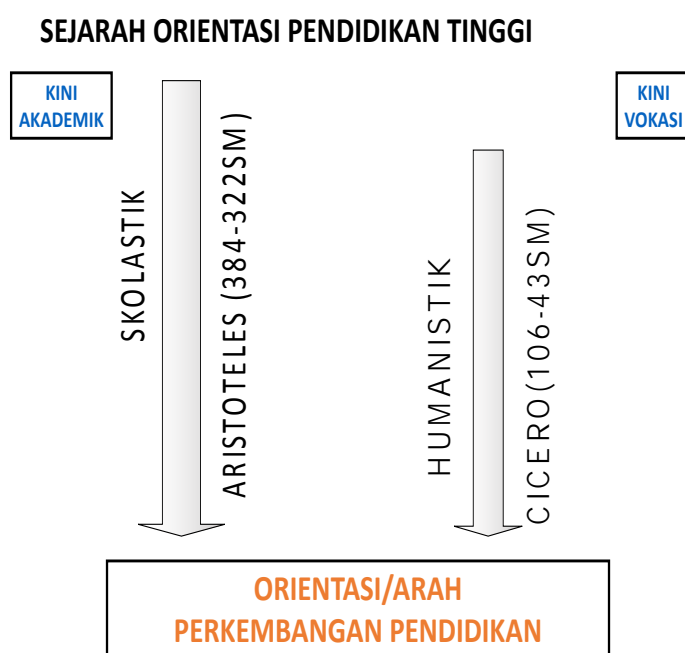 SEJARAH ORIENTASI PENDIDIKAN TINGGI
KINI
AKADEMIK
KINI
VOKASI
SKOLASTIK
ARISTOTELES (384-322SM)
HUMANISTIK
CICERO(106-43SM)
ORIENTASI/ARAH
PERKEMBANGAN PENDIDIKAN